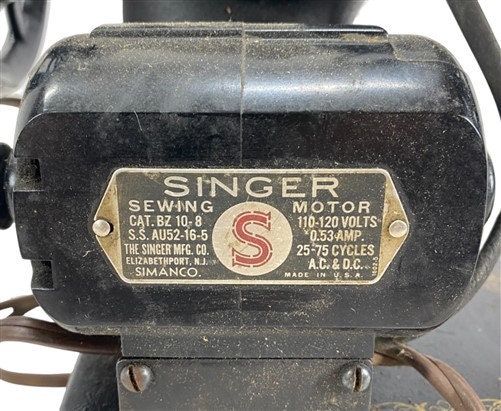 SINGER
SEWING MOTOR
CAT. BZ 10-8 110-120 VOLTS
S.S. AU52-16-5 0.53 AMP.
THE SINGER MFG. CO. 25-75 CYCLES
ELIZABETHPORT, N.J. A.C. & D.C.
SIMANCO. MADE IN U.S.A.
S